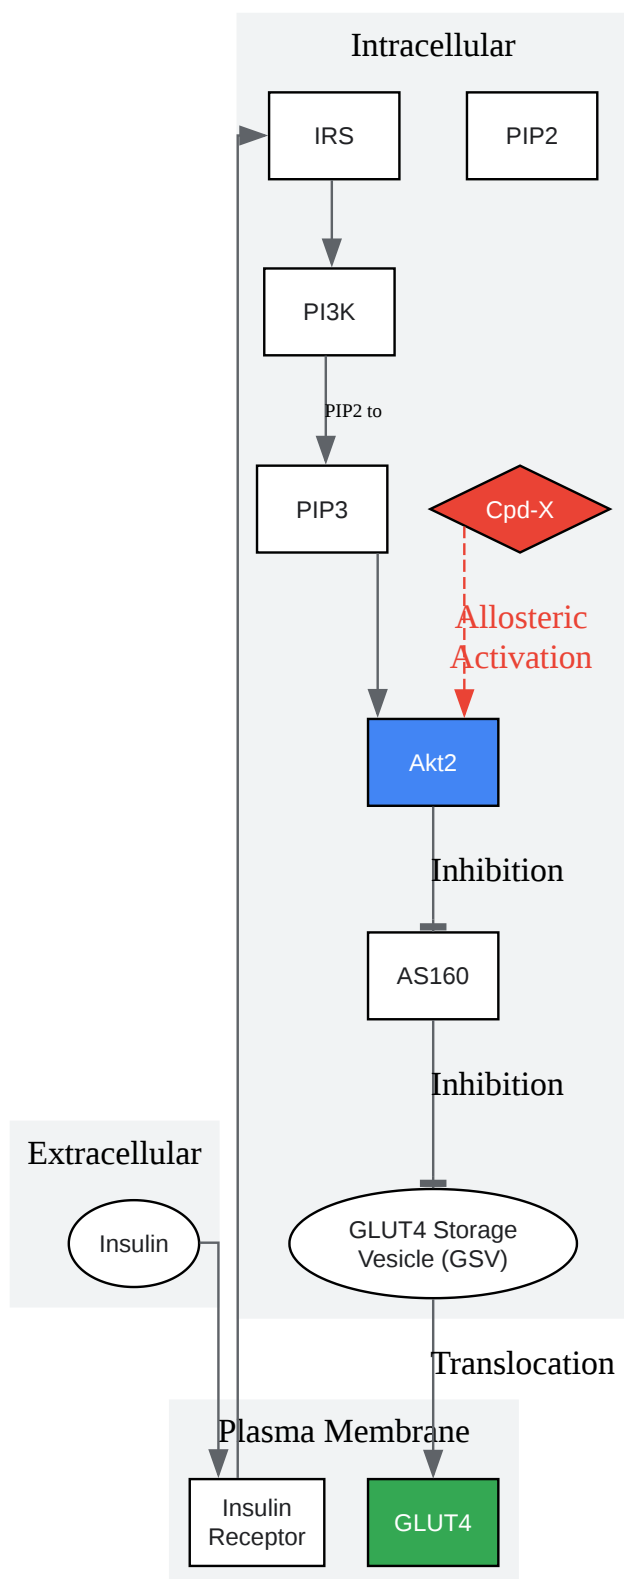 Intracellular
IRS
PIP2
PI3K
PIP2 to
PIP3
Cpd-X
Allosteric
Activation
Akt2
Inhibition
AS160
Inhibition
Extracellular
Insulin
GLUT4 Storage
Vesicle (GSV)
Translocation
Plasma Membrane
Insulin
Receptor
GLUT4